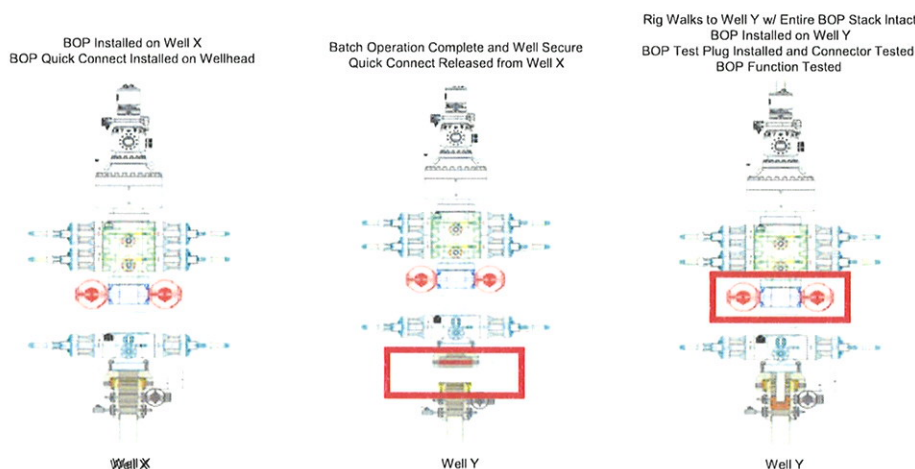 BOP Installed on Well X
BOP Quick Connect Installed on Wellhead
Batch Operation Complete and Well Secure
Quick Connect Released from Well X
Rig Walks to Well Y w/ Entire BOP Stack Intact
BOP Installed on Well Y
BOP Test Plug Installed and Connector Tested
BOP Function Tested
Well X
Well Y
Well Y